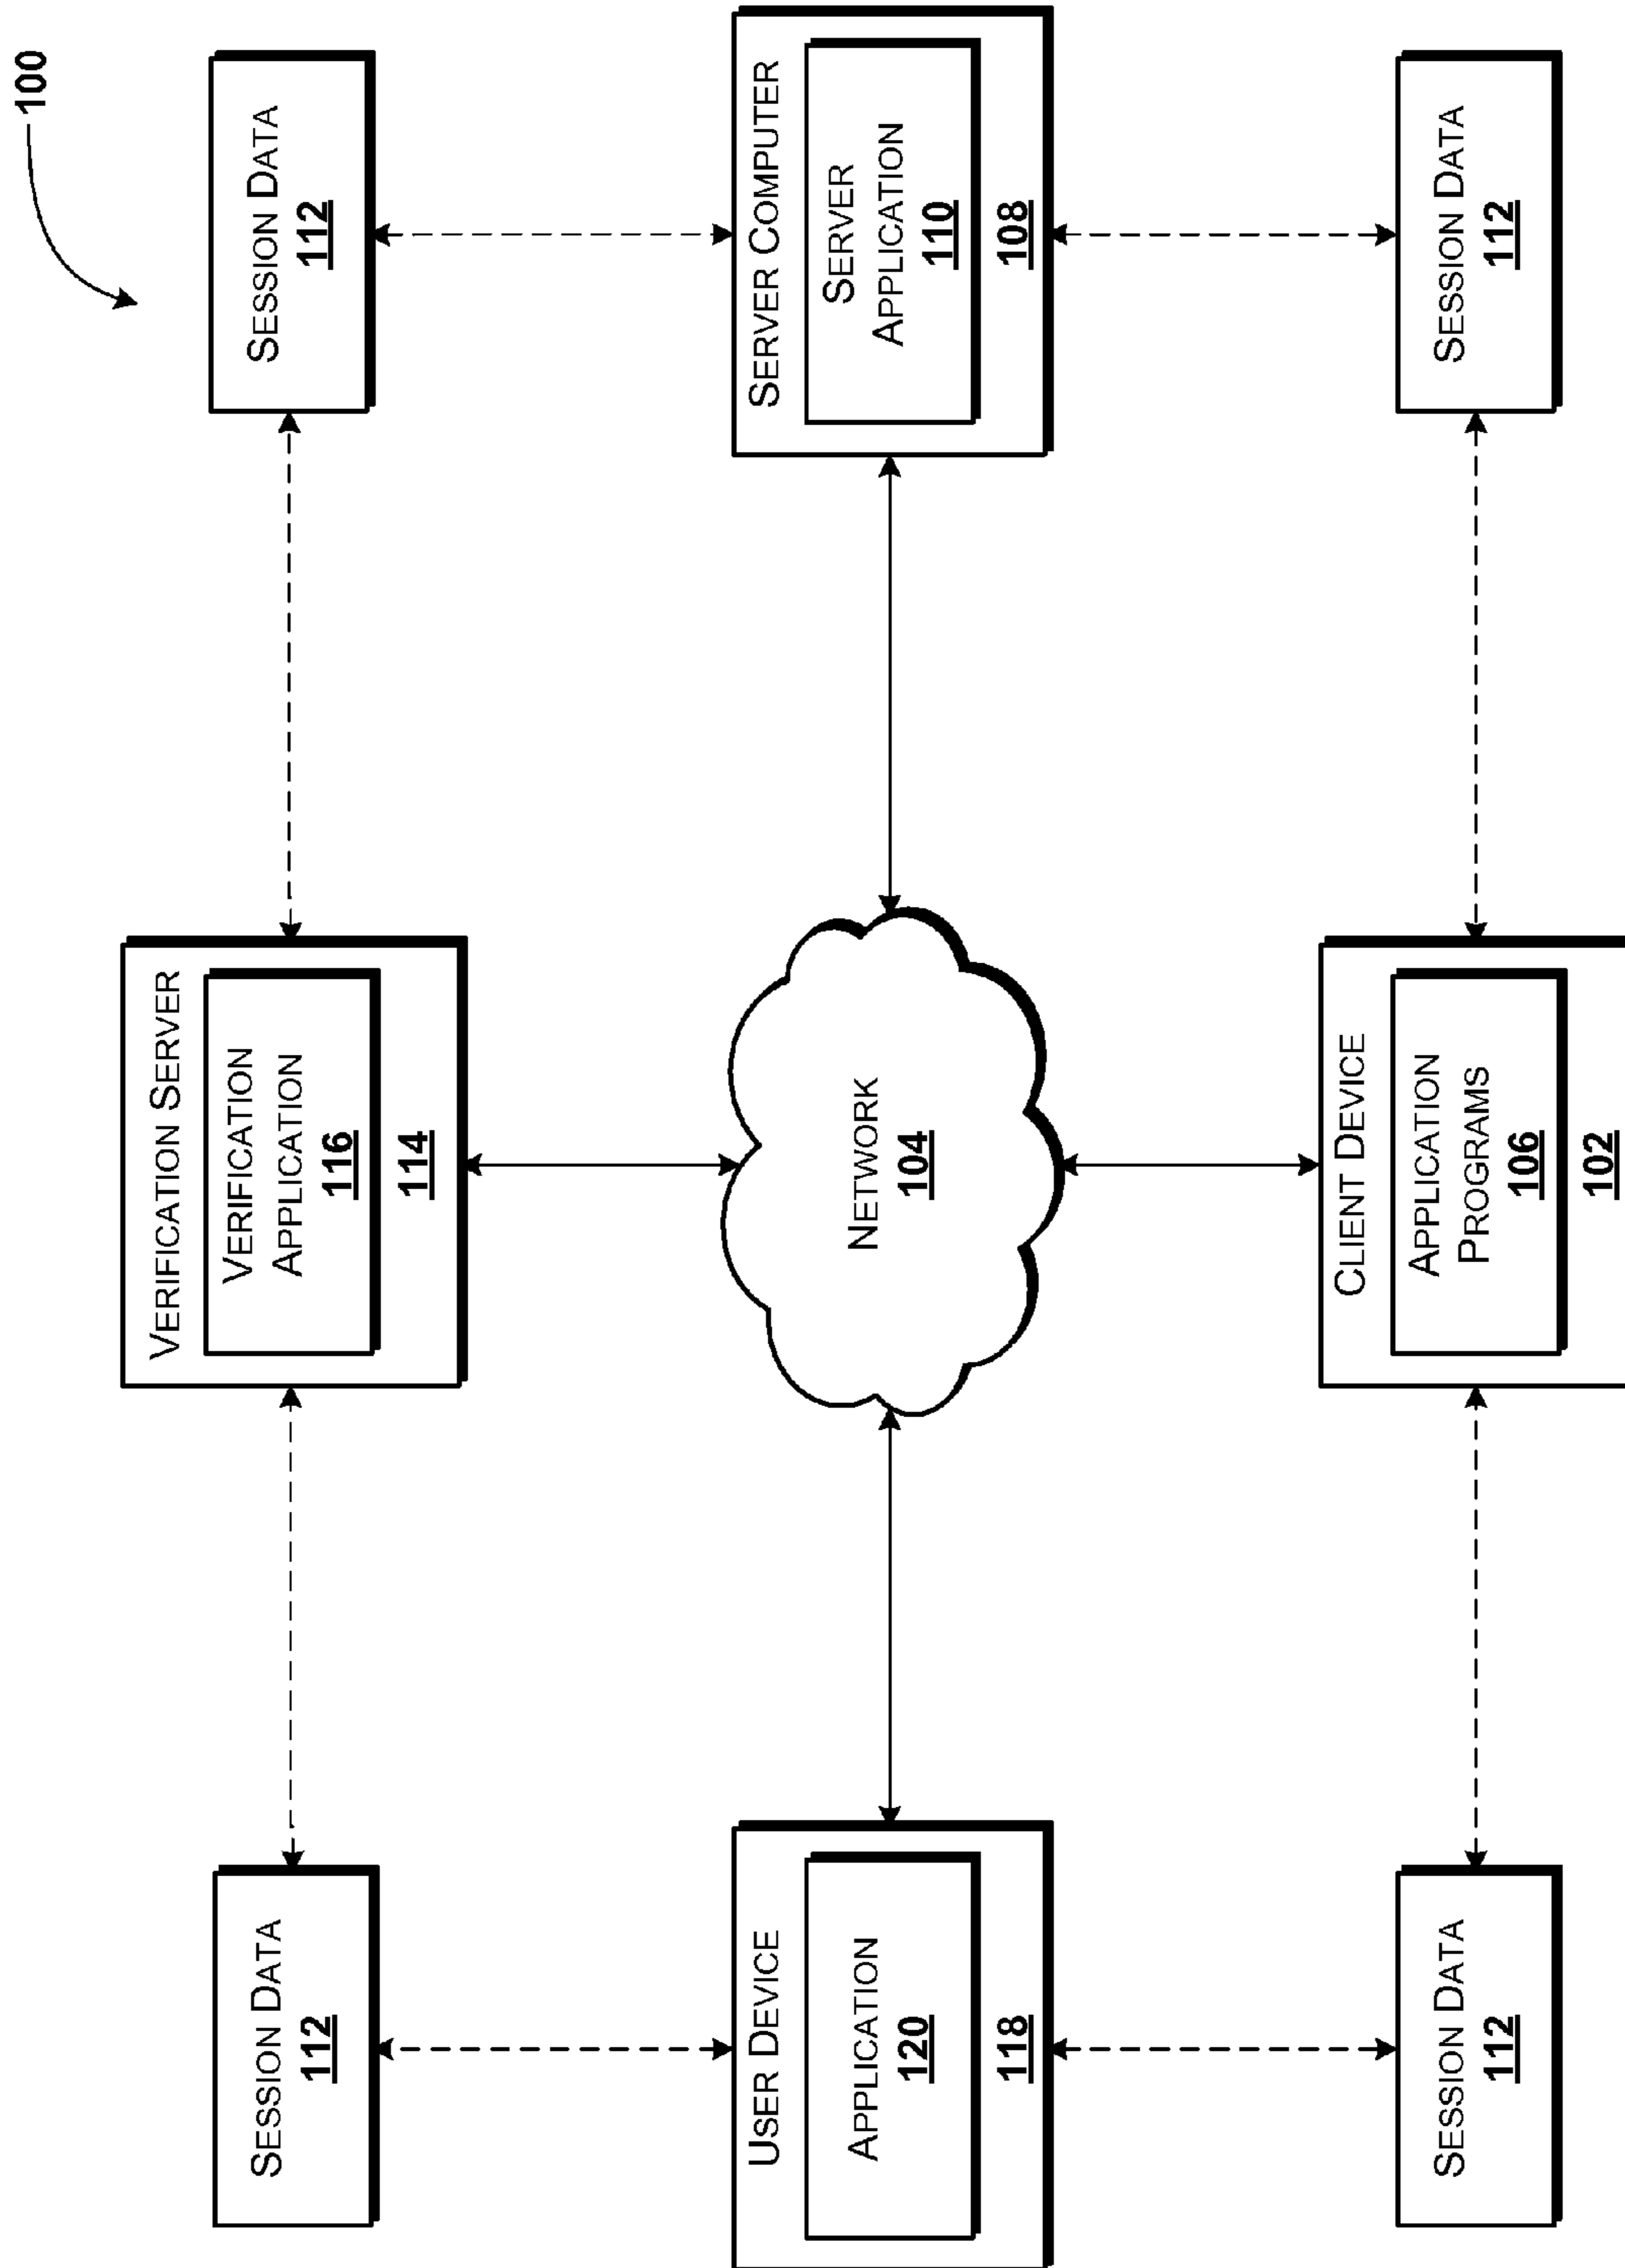 100
SESSION DATA
112
VERIFICATION SERVER
VERIFICATION
APPLICATION
116
114
SESSION DATA
112
USER DEVICE
APPLICATION
120
118
NETWORK
104
SERVER COMPUTER
SERVER
APPLICATION
110
108
SESSION DATA
112
CLIENT DEVICE
APPLICATION
PROGRAMS
106
102
SESSION DATA
112